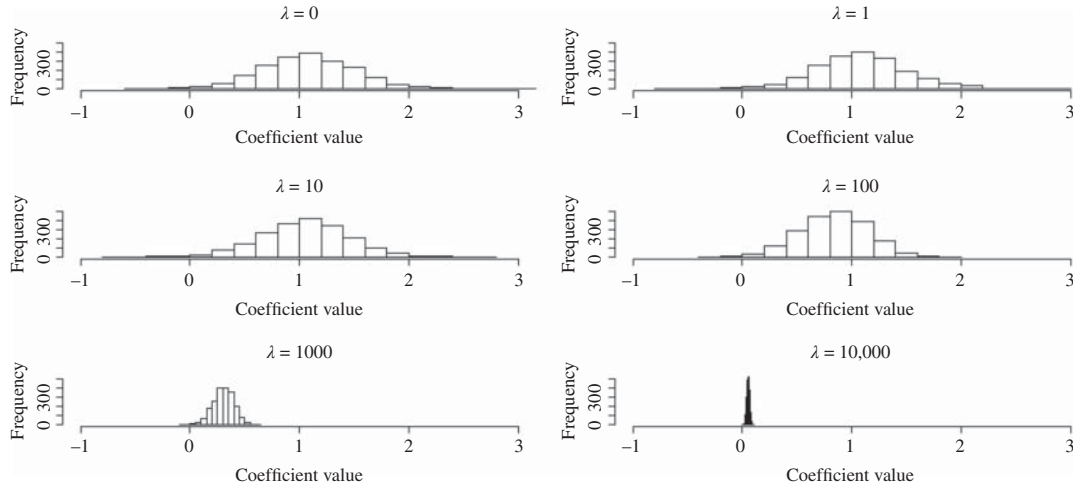 λ = 0
Frequency
0 300
–1 0 1 2 3
Coefficient value
λ = 1
Frequency
0 300
–1 0 1 2 3
Coefficient value
λ = 10
Frequency
0 300
–1 0 1 2 3
Coefficient value
λ = 100
Frequency
0 300
–1 0 1 2 3
Coefficient value
λ = 1000
Frequency
0 300
–1 0 1 2 3
Coefficient value
λ = 10,000
Frequency
0 300
–1 0 1 2 3
Coefficient value